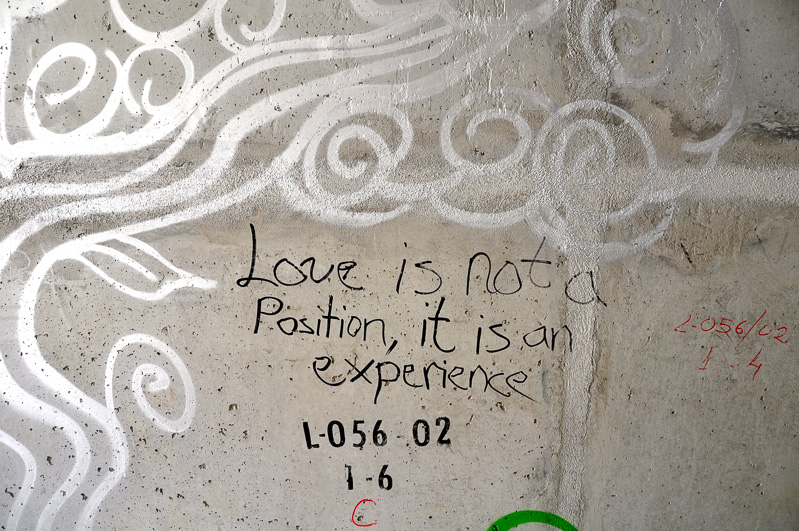 Love is not a
Position, it is an
experience
L-056 02
1-6
C
L-056/02
1-4